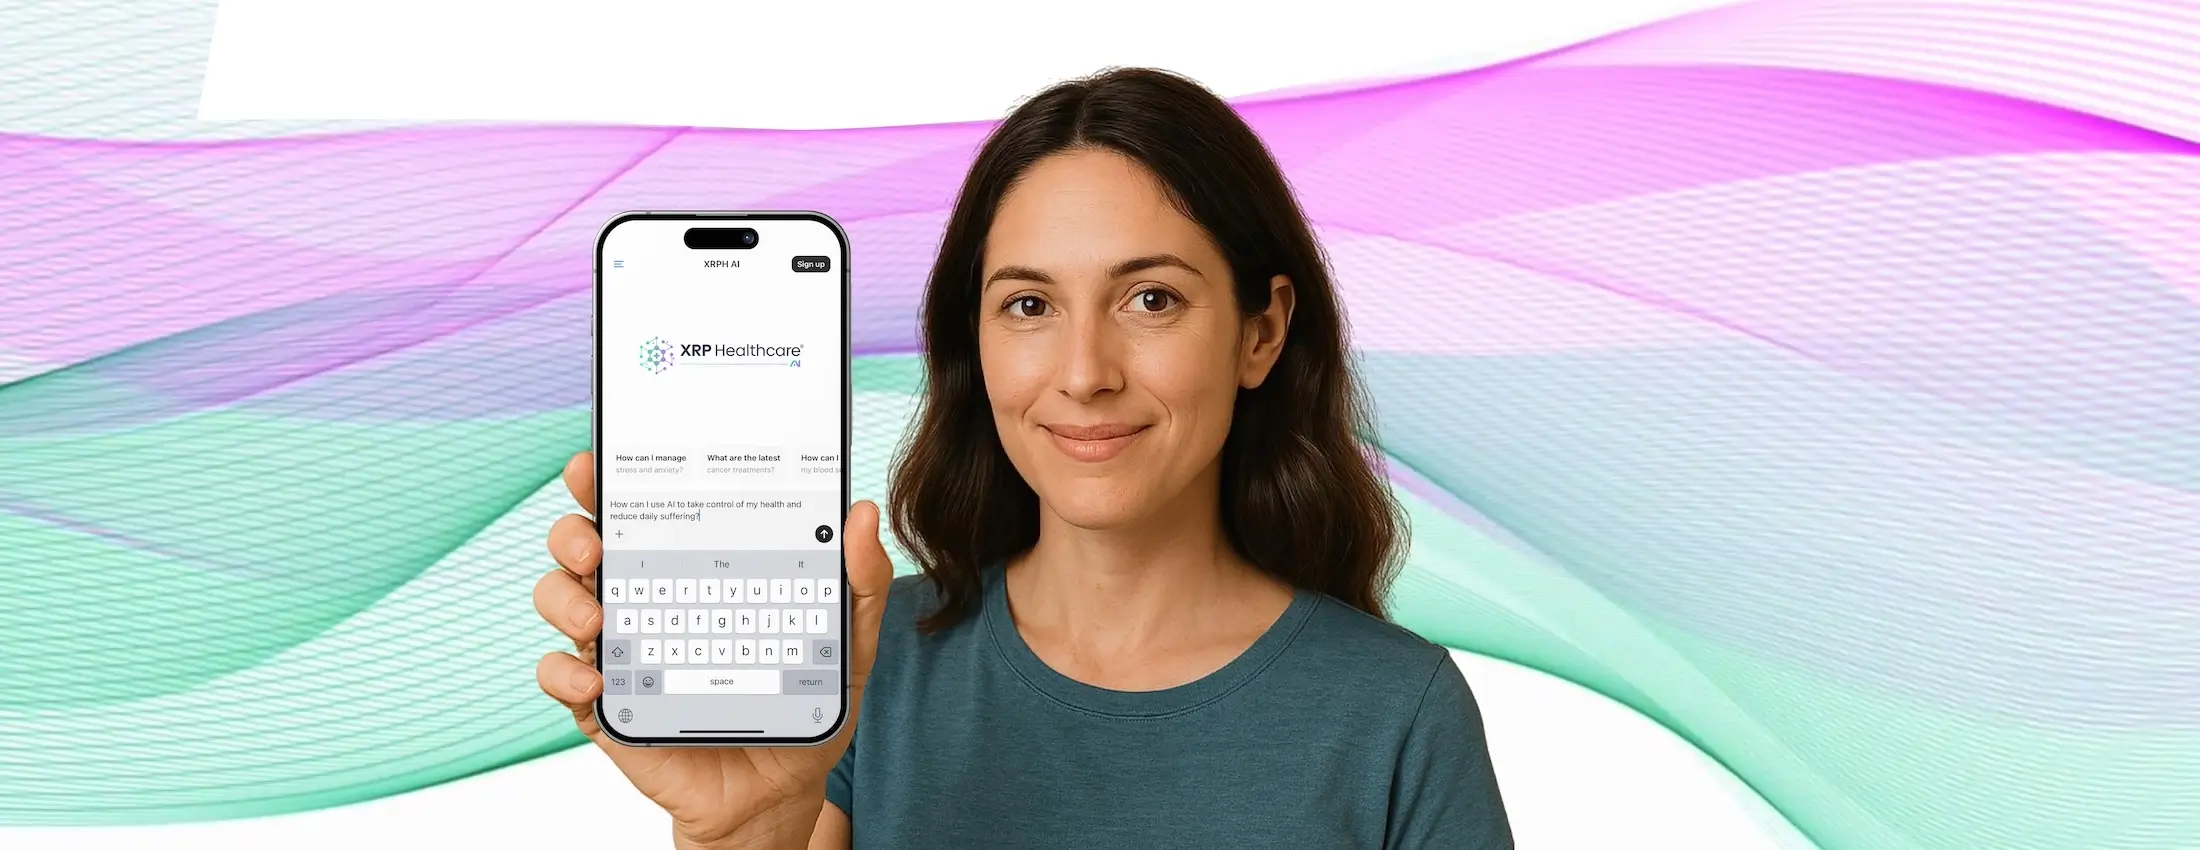 XRPH AI
Sign up
XRP Healthcare®
AI
How can I manage
stress and anxiety?
What are the latest
cancer treatments?
How can I
my blood s
How can I use AI to take control of my health and
reduce daily suffering?
I The It
q w e r t y u i o p
a s d f g h j k l
z x c v b n m
123 space return